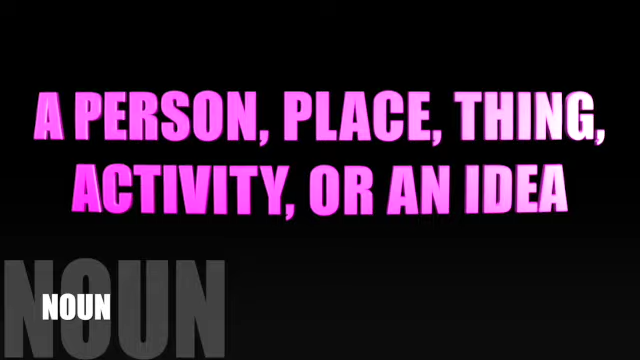 A PERSON, PLACE, THING,
ACTIVITY, OR AN IDEA
NOUN
NOUN